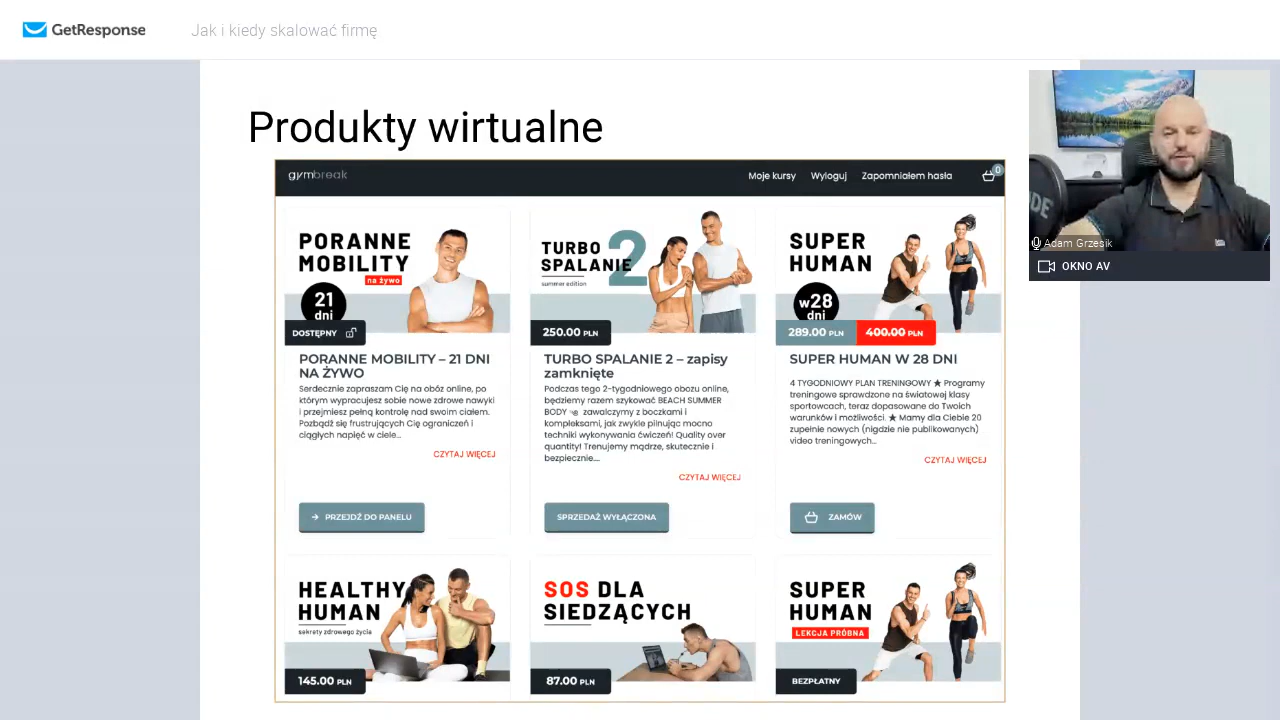 GetResponse
Jak i kiedy skalować firmę
Produkty wirtualne
gymbreak
Moje kursy
Wyloguj
Zapomniałem hasła
0
PORANNE
MOBILITY
na żywo
21
dni
DOSTĘPNY
PORANNE MOBILITY – 21 DNI
NA ŻYWO
Serdecznie zapraszam Cię na obóz online, po
którym wypracujesz sobie nowe zdrowe nawyki
i przejmiesz pełną kontrolę nad swoim ciałem.
Pozbądź się frustrujących Cię ograniczeń i
ciągłych napięć w ciele...
CZYTAJ WIĘCEJ
PRZEJDŹ DO PANELU
TURBO
SPALANIE 2
summer edition
250.00 PLN
TURBO SPALANIE 2 – zapisy
zamknięte
Podczas tego 2-tygodniowego obozu online,
będziemy razem szykować BEACH SUMMER
BODY zawalczymy z boczkami i
kompleksami, jak zwykle pilnując mocno
techniki wykonywania ćwiczeń! Quality over
quantity! Trenujemy mądrze, skutecznie i
bezpiecznie....
CZYTAJ WIĘCEJ
SPRZEDAŻ WYŁĄCZONA
SUPER
HUMAN
w28
dni
289.00 PLN
400.00 PLN
SUPER HUMAN W 28 DNI
4 TYGODNIOWY PLAN TRENINGOWY ★ Programy
treningowe sprawdzone na światowej klasy
sportowcach, teraz dopasowane do Twoich
warunków i możliwości. ★ Mamy dla Ciebie 20
zupełnie nowych (nigdzie nie publikowanych)
video treningowych...
CZYTAJ WIĘCEJ
ZAMÓW
HEALTHY
HUMAN
sekrety zdrowego życia
145.00 PLN
SOS DLA
SIEDZĄCYCH
87.00 PLN
SUPER
HUMAN
LEKCJA PRÓBNA
BEZPŁATNY
Adam Grzesik
OKNO AV